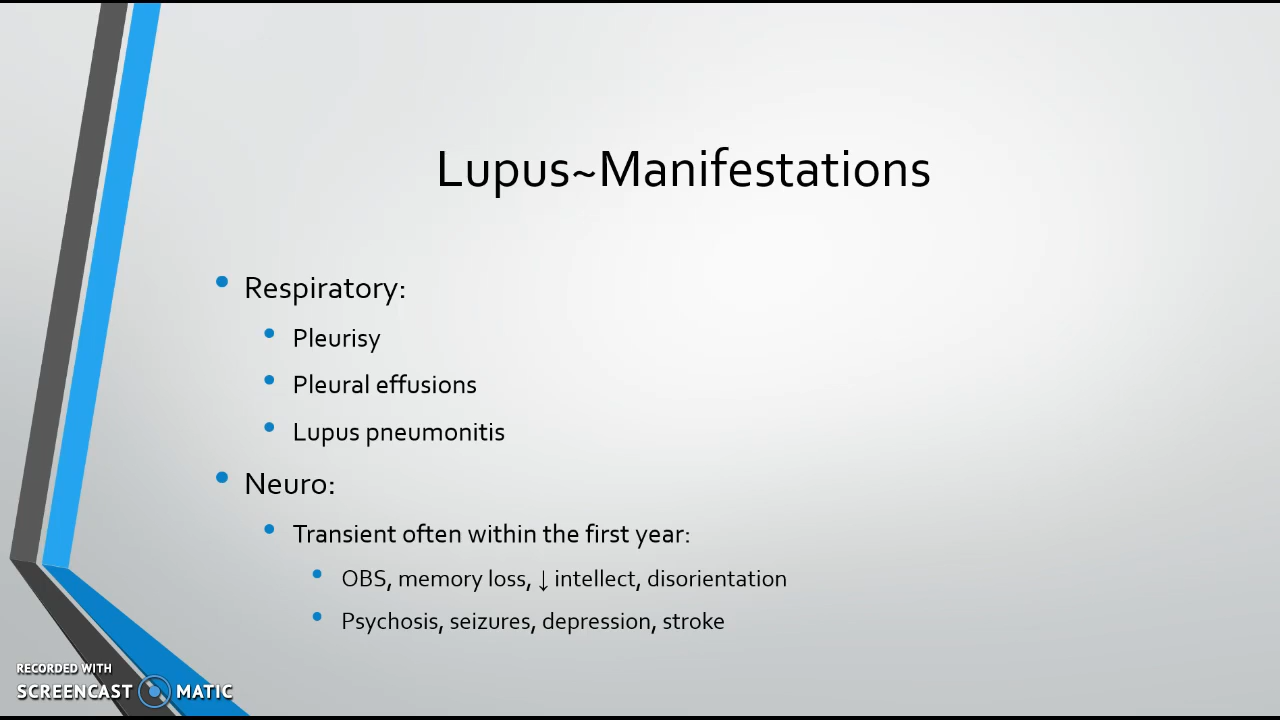 Lupus~Manifestations
• Respiratory:
• Pleurisy
• Pleural effusions
• Lupus pneumonitis
• Neuro:
• Transient often within the first year:
• OBS, memory loss, ↓ intellect, disorientation
• Psychosis, seizures, depression, stroke
RECORDED WITH
SCREENCAST MATIC